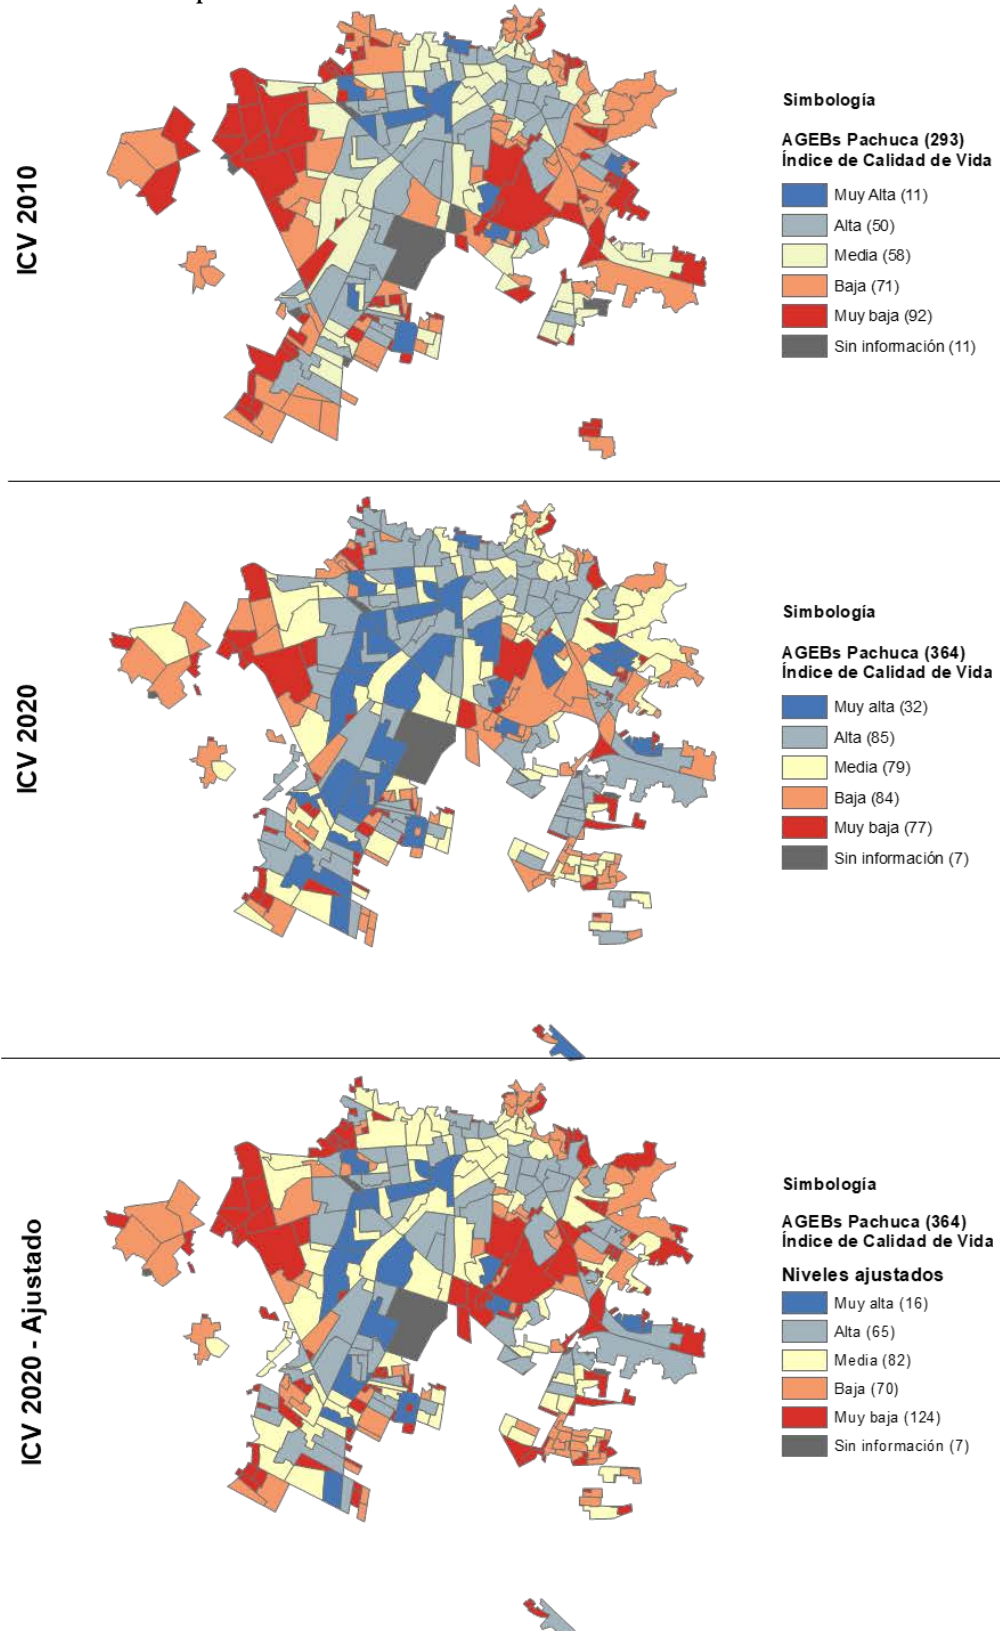 ICV 2010
Simbología
AGEBs Pachuca (293)
Índice de Calidad de Vida
Muy Alta (11)
Alta (50)
Media (58)
Baja (71)
Muy baja (92)
Sin información (11)
ICV 2020
Simbología
AGEBs Pachuca (364)
Índice de Calidad de Vida
Muy alta (32)
Alta (85)
Media (79)
Baja (84)
Muy baja (77)
Sin información (7)
ICV 2020 - Ajustado
Simbología
AGEBs Pachuca (364)
Índice de Calidad de Vida
Niveles ajustados
Muy alta (16)
Alta (65)
Media (82)
Baja (70)
Muy baja (124)
Sin información (7)